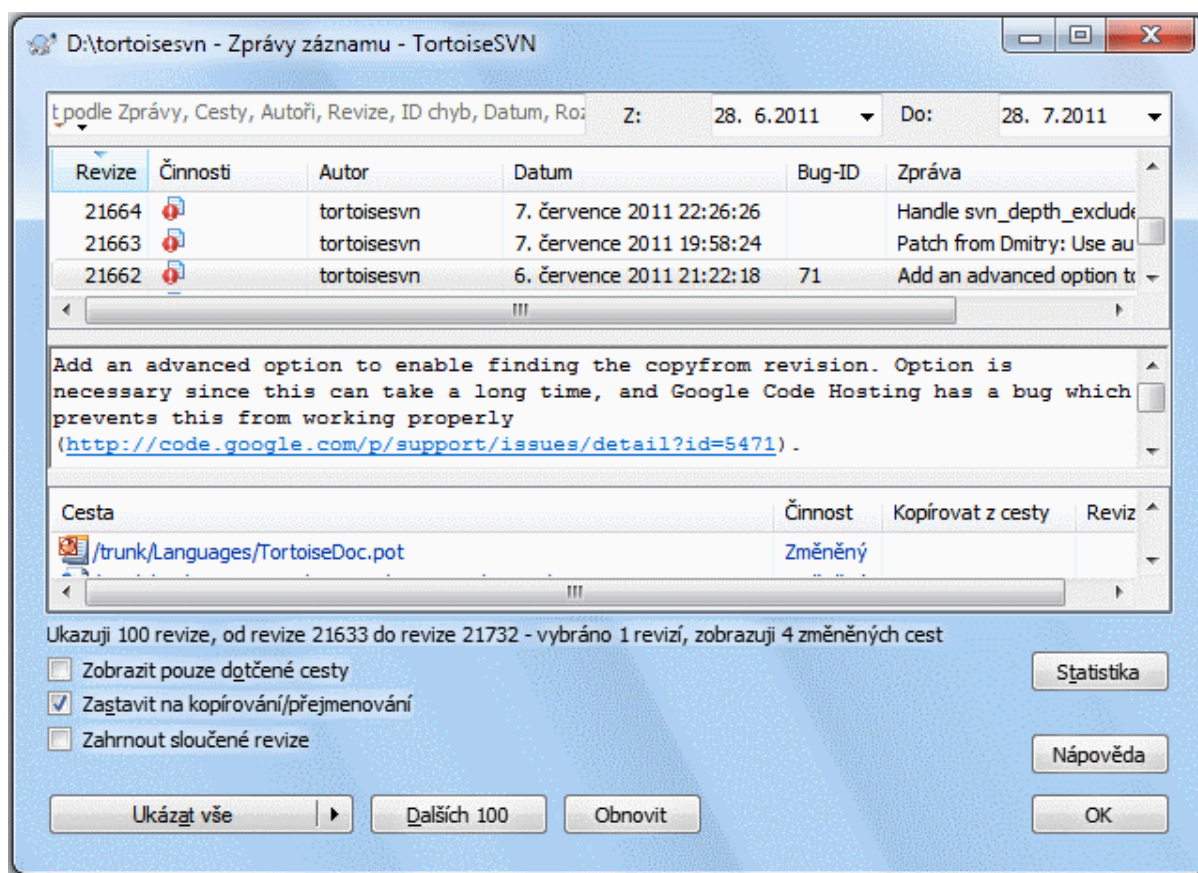 D:\tortoisesvn - Zprávy záznamu - TortoiseSVN
podle Zprávy, Cesty, Autoři, Revize, ID chyb, Datum, Z: 28. 6.2011 Do: 28. 7.2011
Revize Činnosti Autor Datum Bug-ID Zpráva
21664 tortoisesvn 7. července 2011 22:26:26 Handle svn_depth_exclude
21663 tortoisesvn 7. července 2011 19:58:24 Patch from Dmitry: Use au
21662 tortoisesvn 6. července 2011 21:22:18 71 Add an advanced option to
Add an advanced option to enable finding the copyfrom revision. Option is
necessary since this can take a long time, and Google Code Hosting has a bug which
prevents this from working properly
(http://code.google.com/p/support/issues/detail?id=5471).
Cesta Činnost Kopírovat z cesty Reviz
/trunk/Languages/TortoiseDoc.pot Změněný
Ukazuji 100 revize, od revize 21633 do revize 21732 - vybráno 1 revizí, zobrazuji 4 změněných cest
Zobrazit pouze dotčené cesty
Statistika
Zastavit na kopírování/přejmenování
Zahrnout sloučené revize
Nápověda
Ukázat vše Dalších 100 Obnovit OK